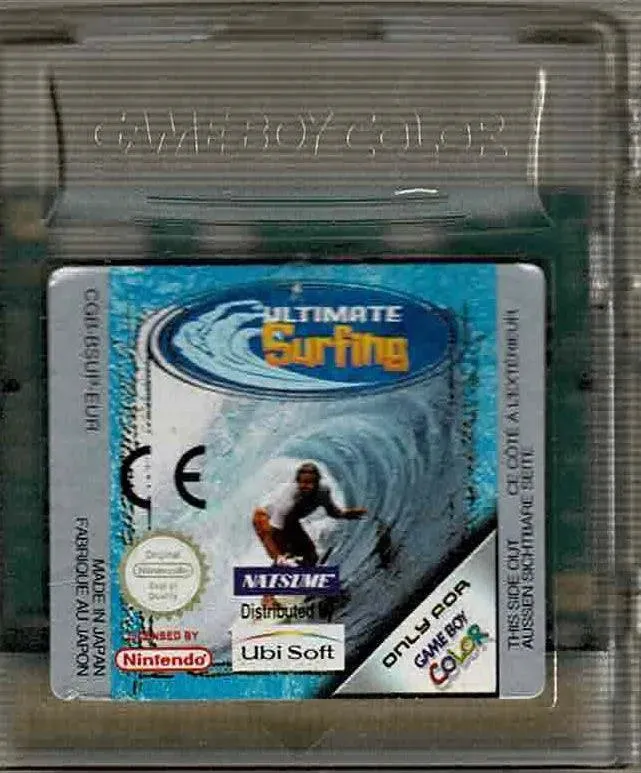 GAME BOY COLOR
ULTIMATE
Surfing
CGB-BSUP-EUR
CE
Original
Nintendo
Seal of
Quality
LICENSED BY
Nintendo
NATSUME
Distributed by
Ubi Soft
ONLY FOR
GAME BOY
COLOR
MADE IN JAPAN
FABRIQUE AU JAPON
THIS SIDE OUT CE CÔTÉ À L'EXTÉRIEUR
AUSSEN SICHTBARE SEITE